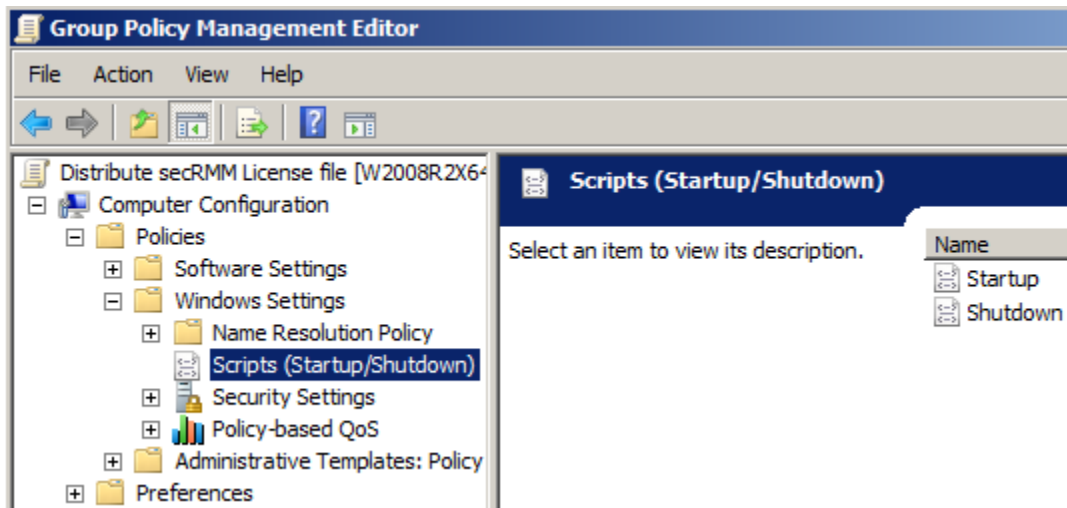 Group Policy Management Editor
File Action View Help
Distribute secRMM License file [W2008R2X64
Computer Configuration
Policies
Software Settings
Windows Settings
Name Resolution Policy
Scripts (Startup/Shutdown)
Security Settings
Policy-based QoS
Administrative Templates: Policy
Preferences
Scripts (Startup/Shutdown)
Select an item to view its description.
Name
Startup
Shutdown